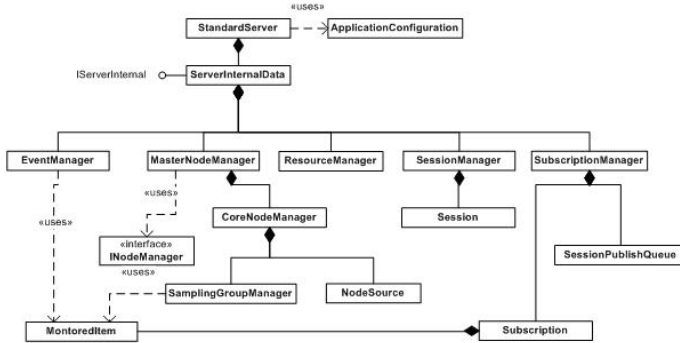 «uses»
StandardServer
ApplicationConfiguration
IServerInternal
ServerInternalData
EventManager
MasterNodeManager
ResourceManager
SessionManager
SubscriptionManager
«uses»
«uses»
CoreNodeManager
Session
«interface»
INodeManager
SessionPublishQueue
«uses»
SamplingGroupManager
NodeSource
MontoredItem
Subscription